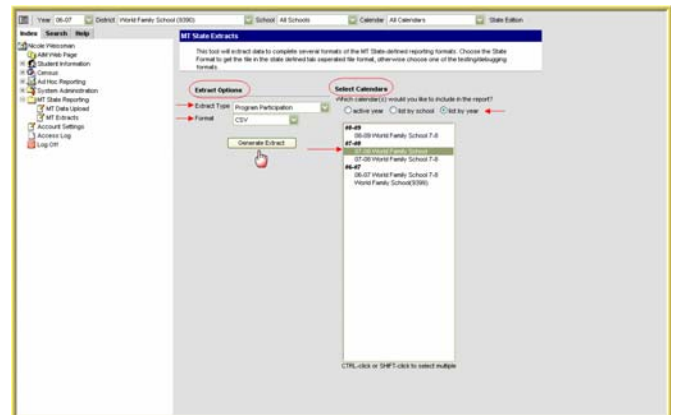 Year 06-07 District World Family School (9390) School All Schools Calendar All Calendars State Edition
Index Search Help
Nicole Weissman
AIM Web Page
Student Information
Census
Ad Hoc Reporting
System Administration
MT State Reporting
MT Data Upload
MT Extracts
Account Settings
Access Log
Log Off
MT State Extracts
This tool will extract data to complete several formats of the MT State-defined reporting formats. Choose the State
Format to get the file in the state defined tab seperated file format, otherwise choose one of the testing/debugging
formats.
Extract Options
Extract Type Program Participation
Format CSV
Generate Extract
Select Calendars
Which calendar(s) would you like to include in the report?
active year list by school list by year
08-09
08-09 World Family School 7-8
07-08
07-08 World Family School
07-08 World Family School 7-8
06-07
06-07 World Family School 7-8
World Family School(9390)
CTRL-click or SHIFT-click to select multiple